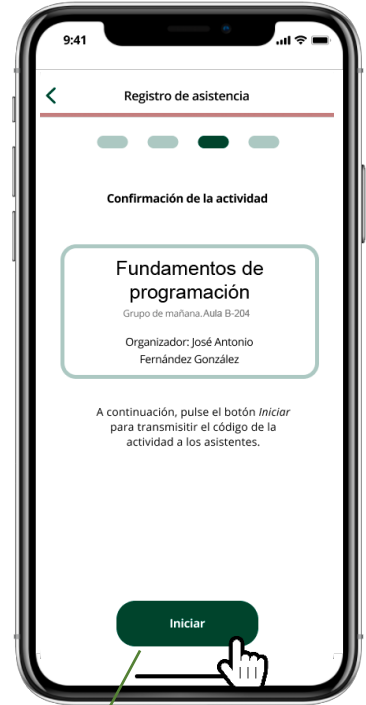 9:41
Registro de asistencia
Confirmación de la actividad
Fundamentos de
programación
Grupo de mañana.Aula B-204
Organizador: José Antonio
Fernández González
A continuación, pulse el botón Iniciar
para transmisitir el código de la
actividad a los asistentes.
Iniciar